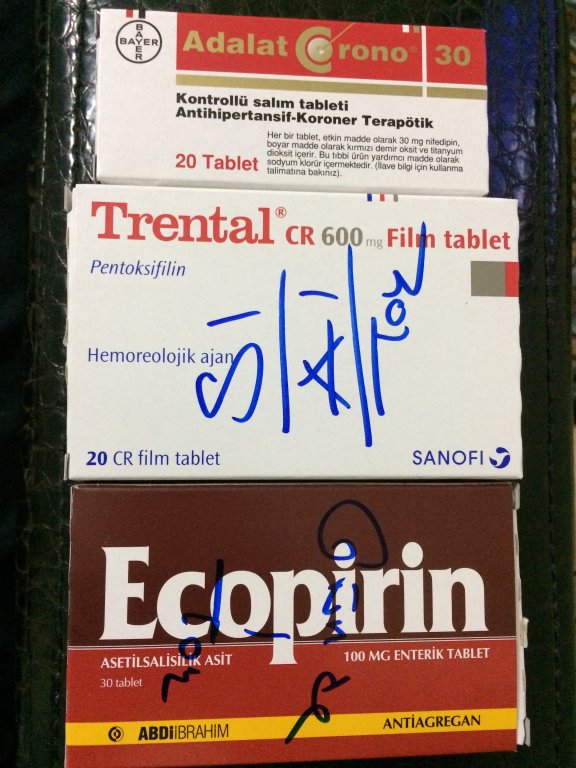 BAYER
BAYER
Adalat Crono® 30
Kontrollü salım tableti
Antihipertansif-Koroner Terapötik
20 Tablet
Her bir tablet, etkin madde olarak 30 mg nifedipin,
boyar madde olarak kırmızı demir oksit ve titanyum
dioksit içerir. Bu tıbbi ürün yardımcı madde olarak
sodyum klorür içermektedir. (İlave bilgi için kullanma
talimatına bakınız).
Trental® CR 600 mg Film tablet
Pentoksifilin
Hemoreolojik ajan
S/A/
20 CR film tablet
SANOFI
Ecopirin
ASETİLSALİSİLİK ASİT
100 MG ENTERİK TABLET
30 tablet
ABDİ İBRAHİM
ANTİAGREGAN